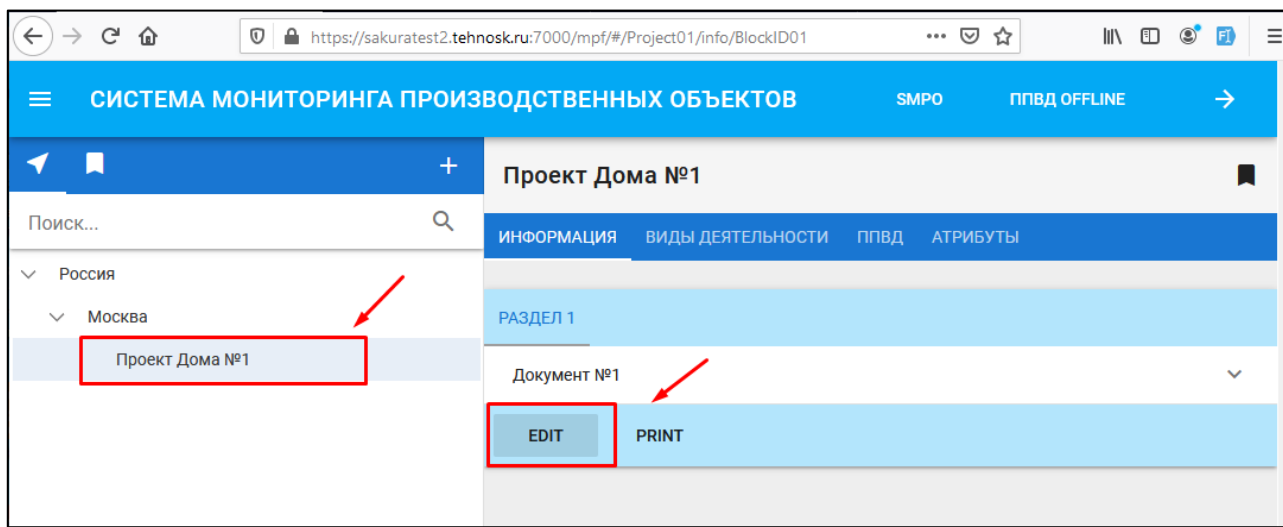 https://sakuratest2.tehnosk.ru:7000/mpf/#/Project01/info/BlockID01
СИСТЕМА МОНИТОРИНГА ПРОИЗВОДСТВЕННЫХ ОБЪЕКТОВ SMPO ППВД OFFLINE
Поиск...
Россия
Москва
Проект Дома №1
Проект Дома №1
ИНФОРМАЦИЯ ВИДЫ ДЕЯТЕЛЬНОСТИ ППВД АТРИБУТЫ
РАЗДЕЛ 1
Документ №1
EDIT PRINT